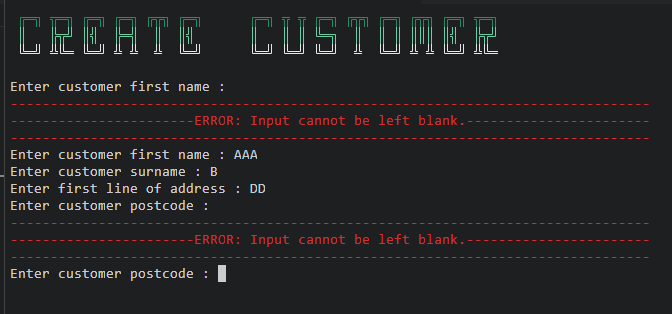 CREATE CUSTOMER
Enter customer first name :
--------------------------------------------------------------------------------
-----------------------ERROR: Input cannot be left blank.-----------------------
--------------------------------------------------------------------------------
Enter customer first name : AAA
Enter customer surname : B
Enter first line of address : DD
Enter customer postcode :
--------------------------------------------------------------------------------
-----------------------ERROR: Input cannot be left blank.-----------------------
--------------------------------------------------------------------------------
Enter customer postcode :